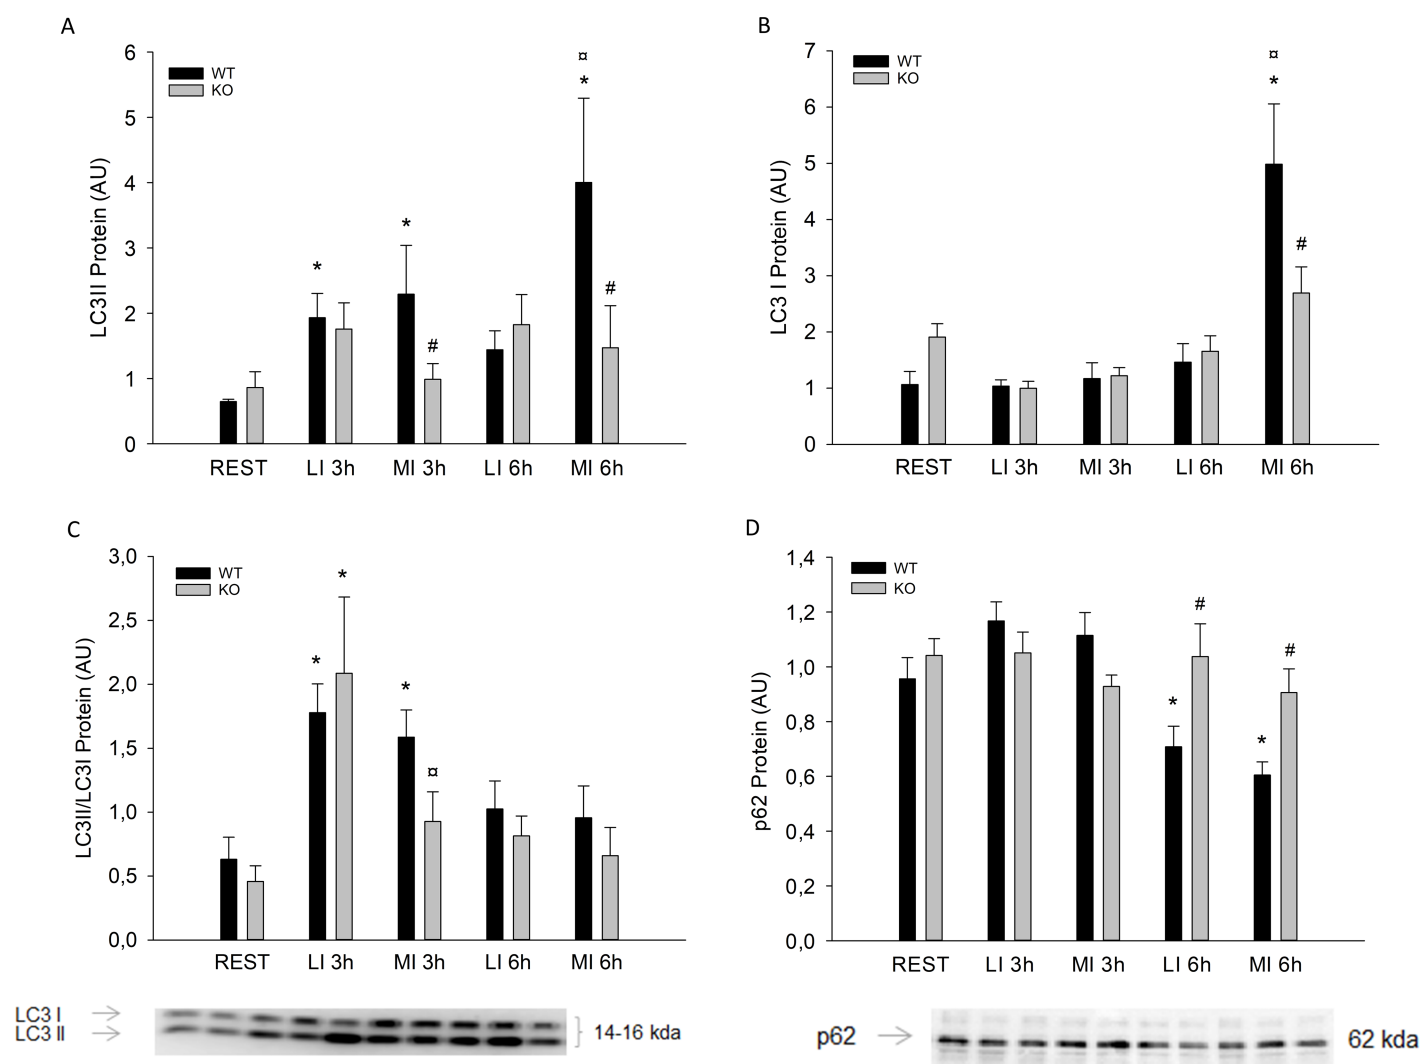 A
6
5
4
3
2
1
0
LC3II Protein (AU)
WT
KO
*
*
#
¤
*
#
REST LI 3h MI 3h LI 6h MI 6h
B
7
6
5
4
3
2
1
0
LC3 I Protein (AU)
WT
KO
¤
*
#
REST LI 3h MI 3h LI 6h MI 6h
C
3,0
2,5
2,0
1,5
1,0
0,5
0,0
LC3II/LC3I Protein (AU)
WT
KO
*
*
*
¤
REST LI 3h MI 3h LI 6h MI 6h
LC3 I
LC3 II
14-16 kda
D
1,4
1,2
1,0
0,8
0,6
0,4
0,2
0,0
p62 Protein (AU)
WT
KO
*
#
*
#
REST LI 3h MI 3h LI 6h MI 6h
p62
62 kda